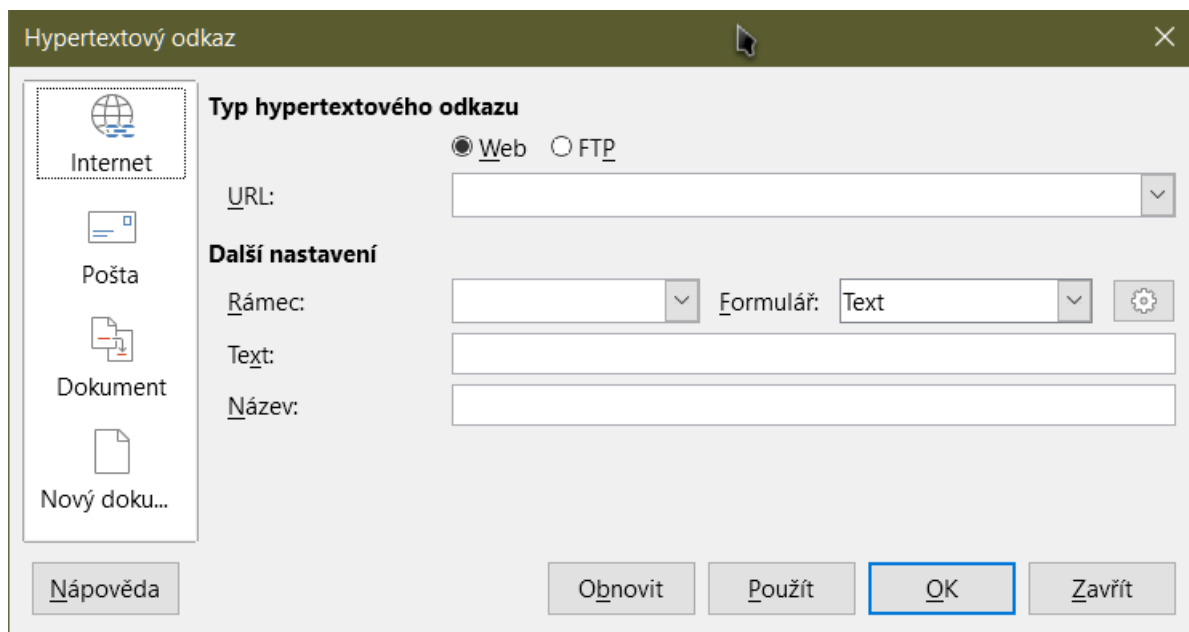 Hypertextový odkaz
Internet
Pošta
Dokument
Nový doku...
Typ hypertextového odkazu
Web FTP
URL:
Další nastavení
Rámec: Formulář: Text
Text:
Název:
Nápověda Obnovit Použít OK Zavřít